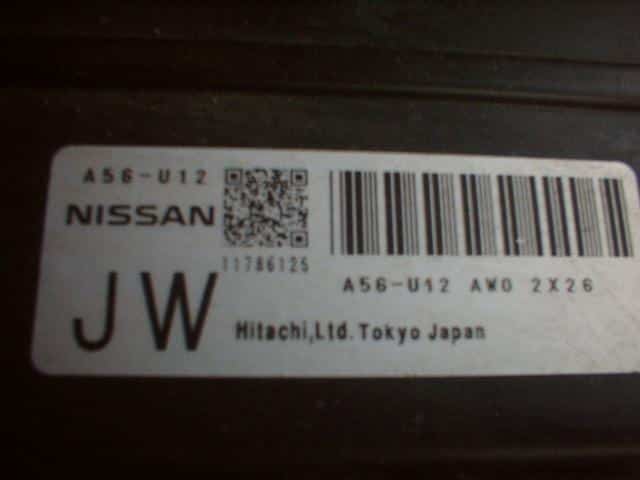 A56-U12
NISSAN
11786125
JW
A56-U12 AW0 2X26
Hitachi,Ltd. Tokyo Japan